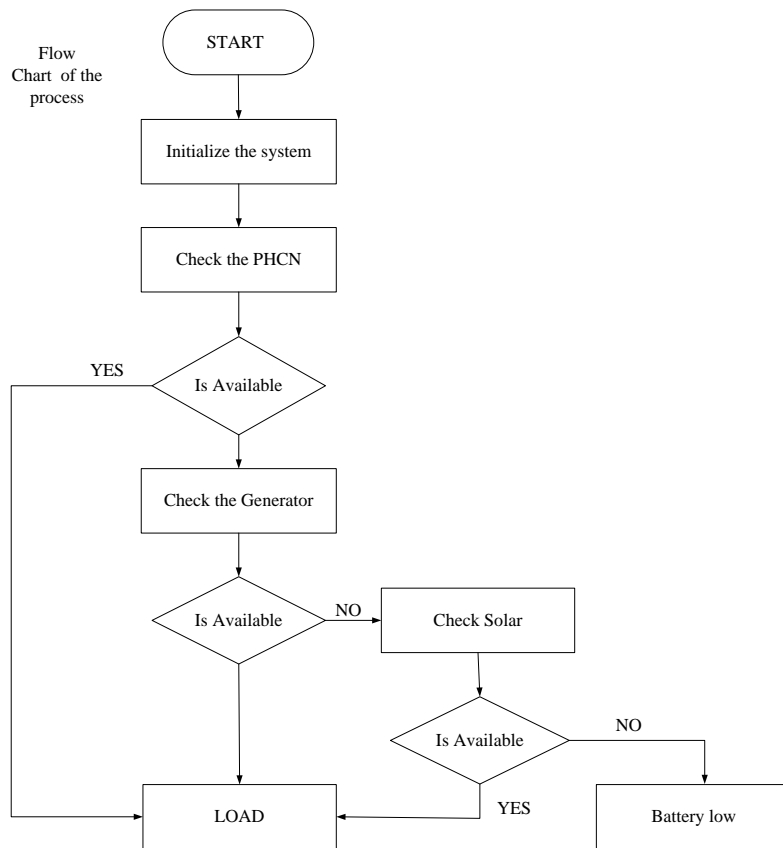 START
Flow
Chart of the
process
Initialize the system
Check the PHCN
YES
Is Available
Check the Generator
Is Available
NO
Check Solar
Is Available
NO
YES
LOAD
Battery low